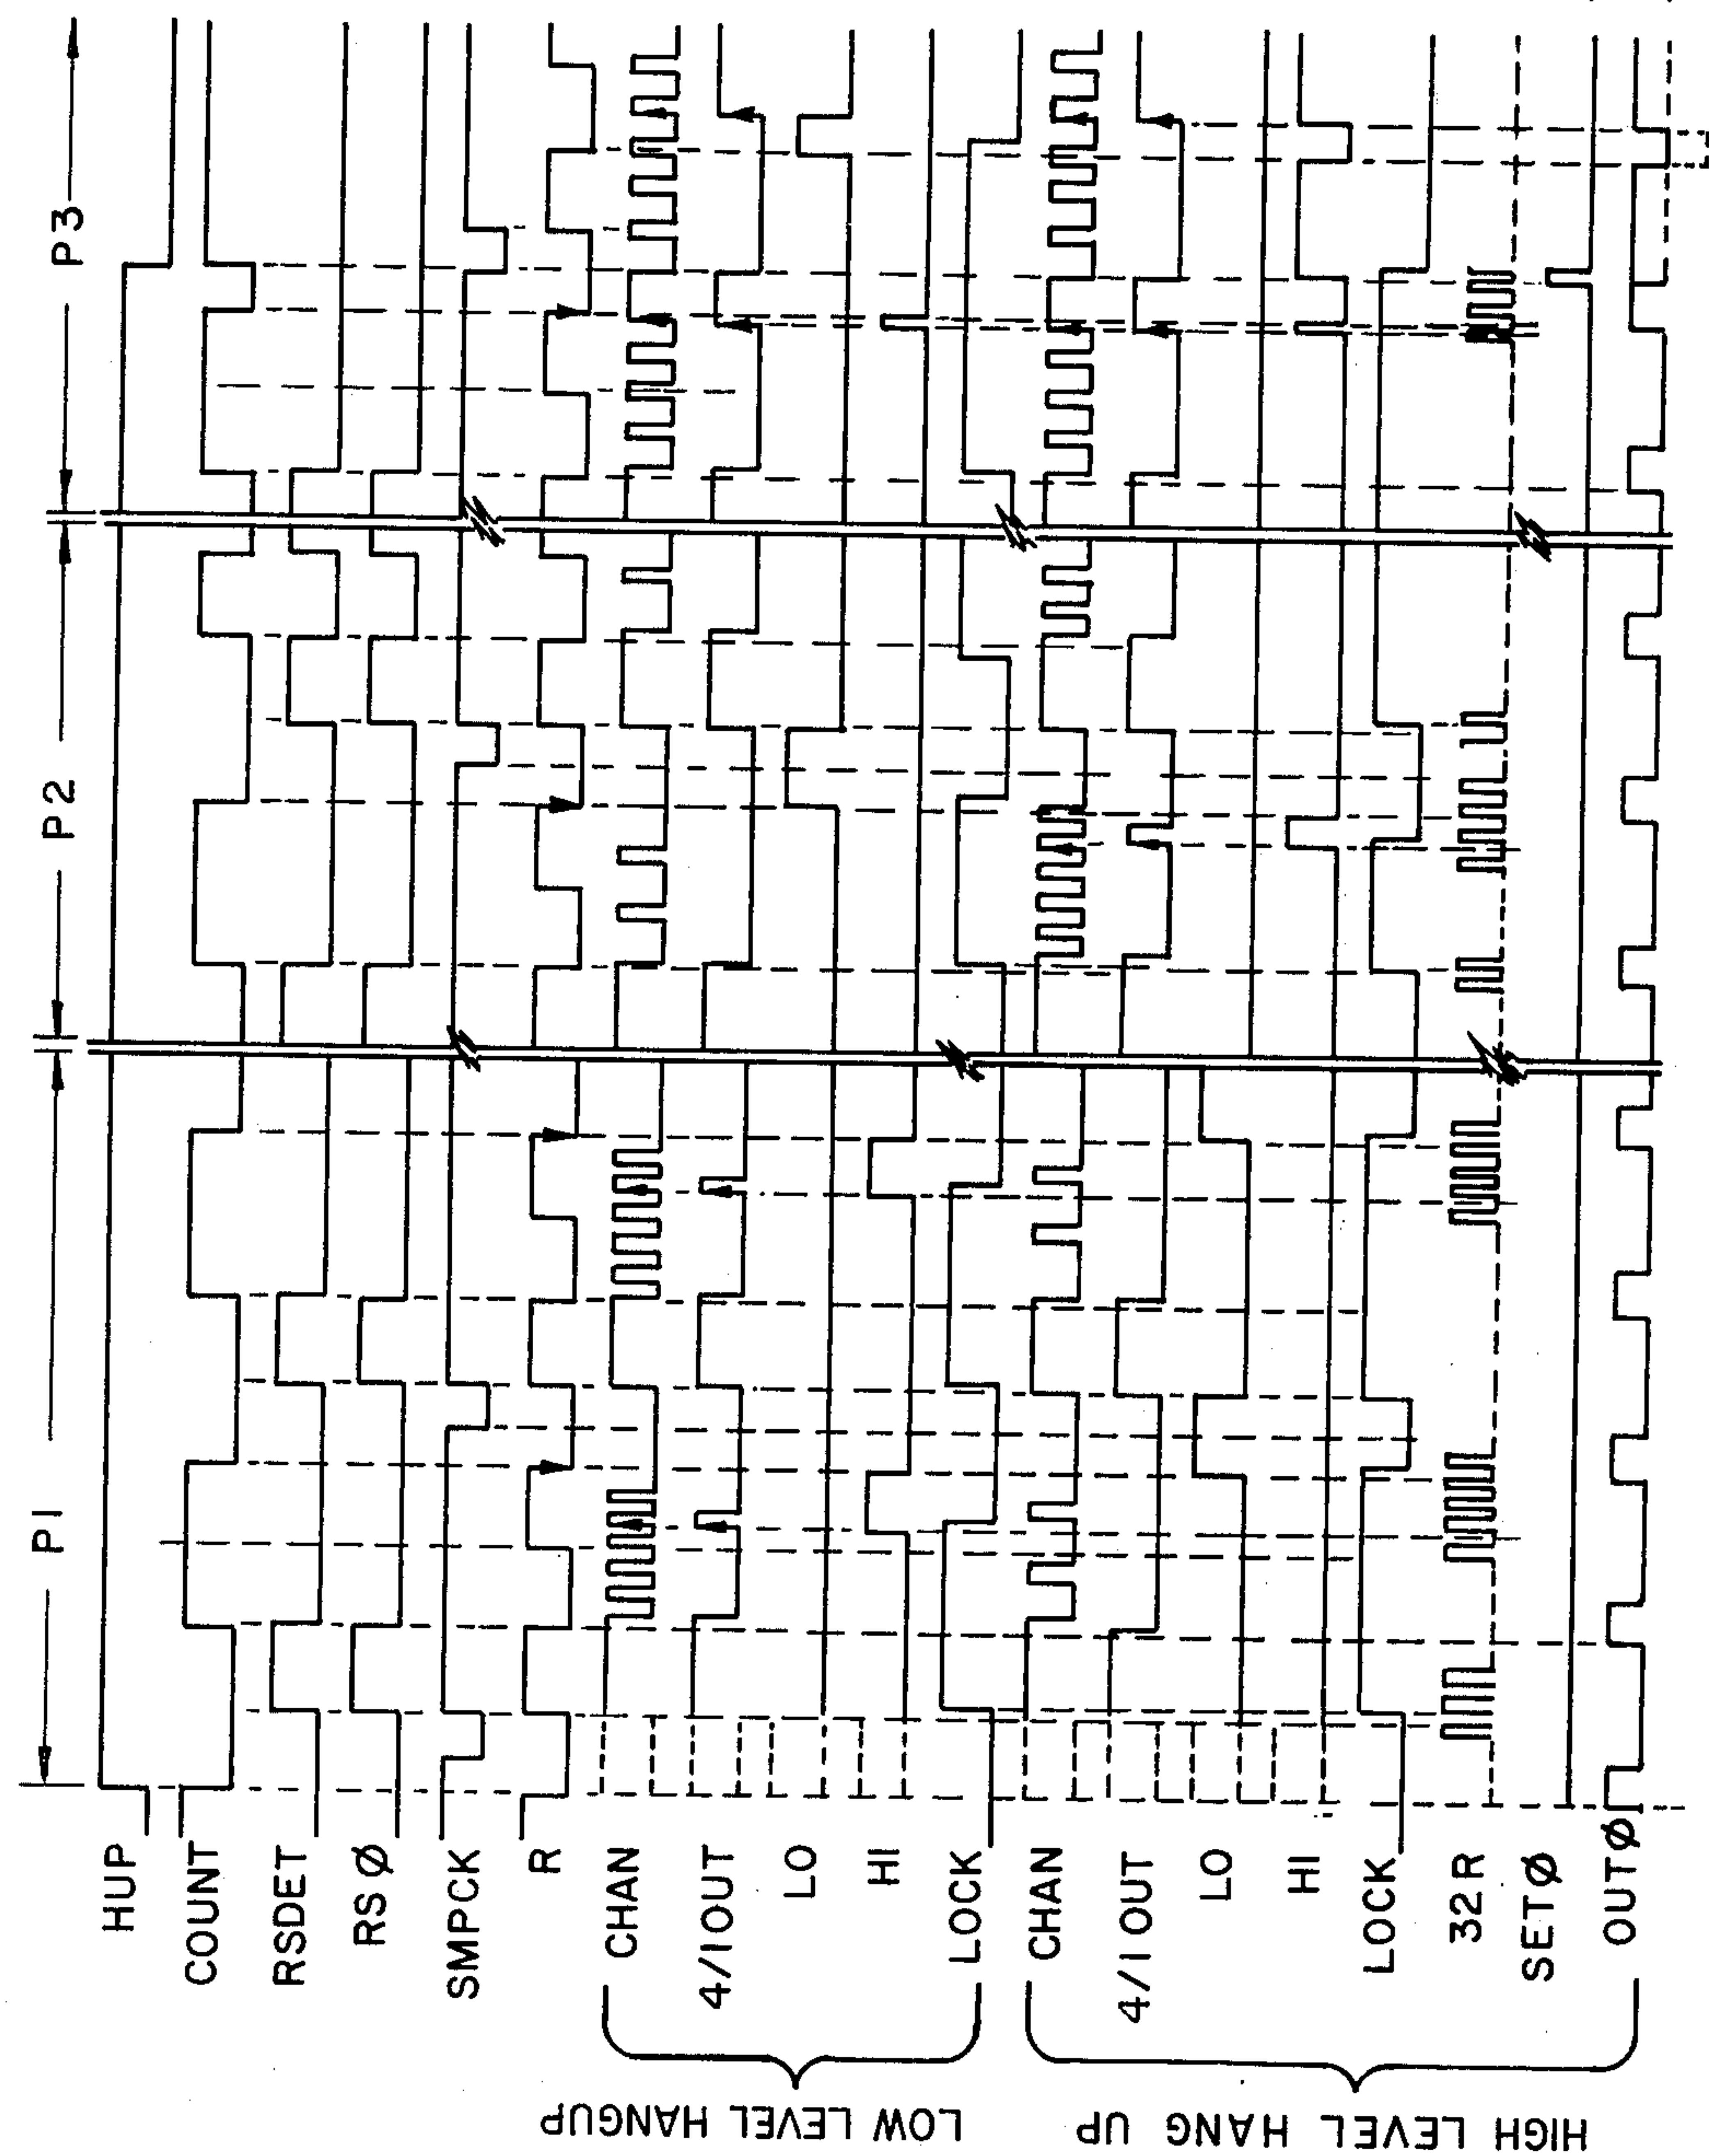 P1
P2
P3
HUP
COUNT
RSDET
RSØ
SMPCK
R
CHAN
4/1OUT
LO
HI
LOCK
CHAN
4/1 OUT
LO
HI
LOCK
32R
SETØ
OUTØ
LOW LEVEL HANGUP
HIGH LEVEL HANG UP